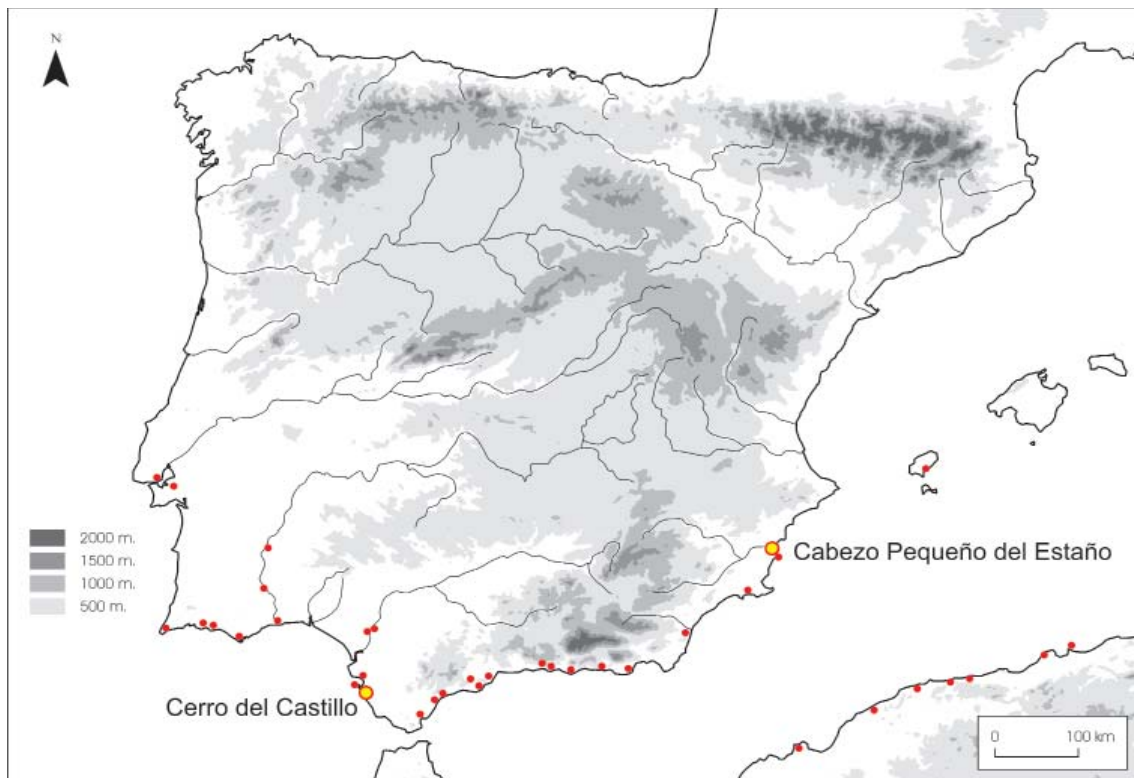 N
2000 m.
1500 m.
1000 m.
500 m.
Cabezo Pequeño del Estaño
Cerro del Castillo
0 100 km